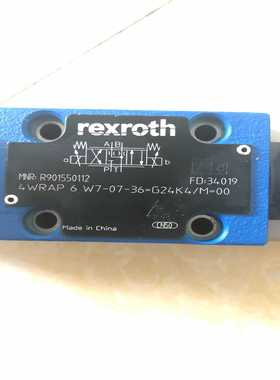 rexroth
A B
a b
P T
MNR: R901550112 FD:34019
4WRAP 6 W7-07-36=G24K4/M=00
Made in China